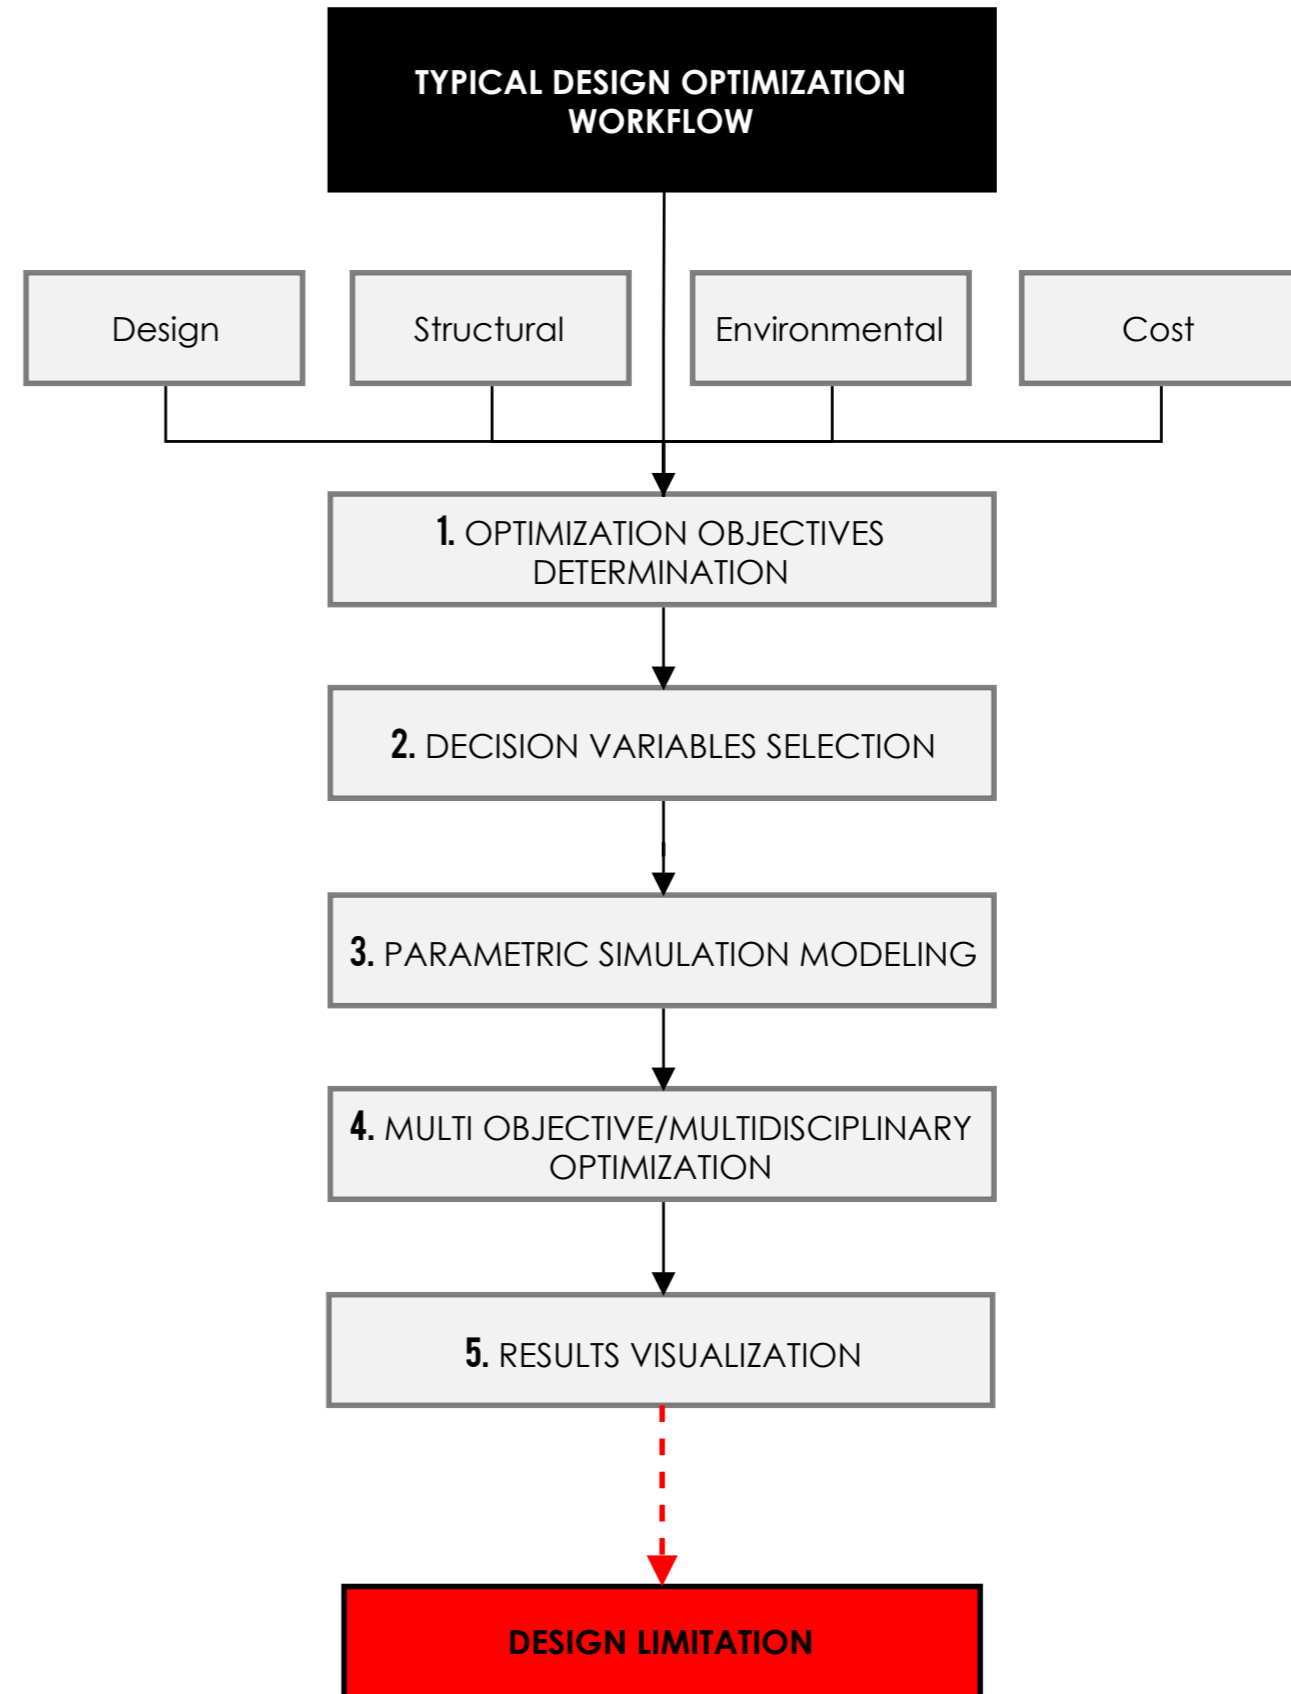 TYPICAL DESIGN OPTIMIZATION
WORKFLOW
Design
Structural
Environmental
Cost
1. OPTIMIZATION OBJECTIVES
DETERMINATION
2. DECISION VARIABLES SELECTION
3. PARAMETRIC SIMULATION MODELING
4. MULTI OBJECTIVE/MULTIDISCIPLINARY
OPTIMIZATION
5. RESULTS VISUALIZATION
DESIGN LIMITATION